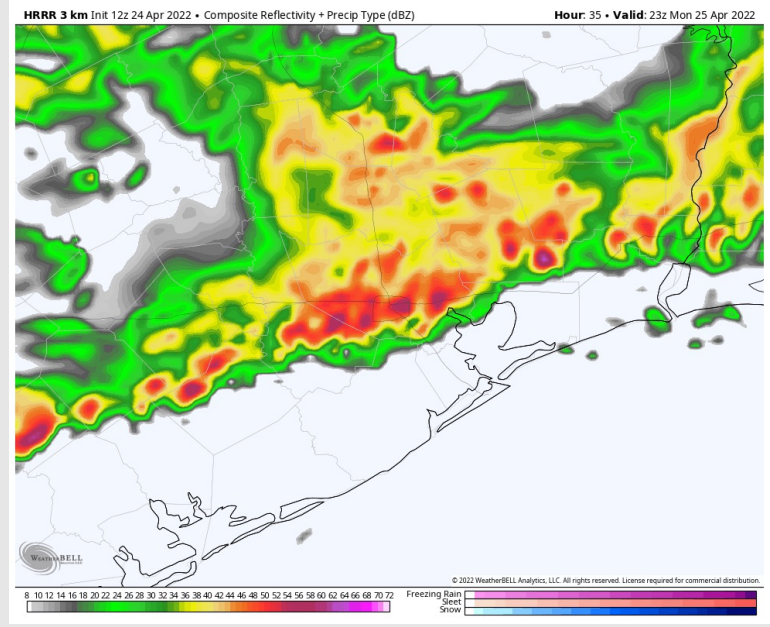 HRRR 3 km Init 12z 24 Apr 2022 • Composite Reflectivity + Precip Type (dBZ)
Hour: 35 • Valid: 23z Mon 25 Apr 2022
WEATHERBELL
© 2022 WeatherBELL Analytics, LLC. All rights reserved. License required for commercial distribution.
8 10 12 14 16 18 20 22 24 26 28 30 32 34 36 38 40 42 44 46 48 50 52 54 56 58 60 62 64 66 68 70 72
Freezing Rain
Sleet
Snow